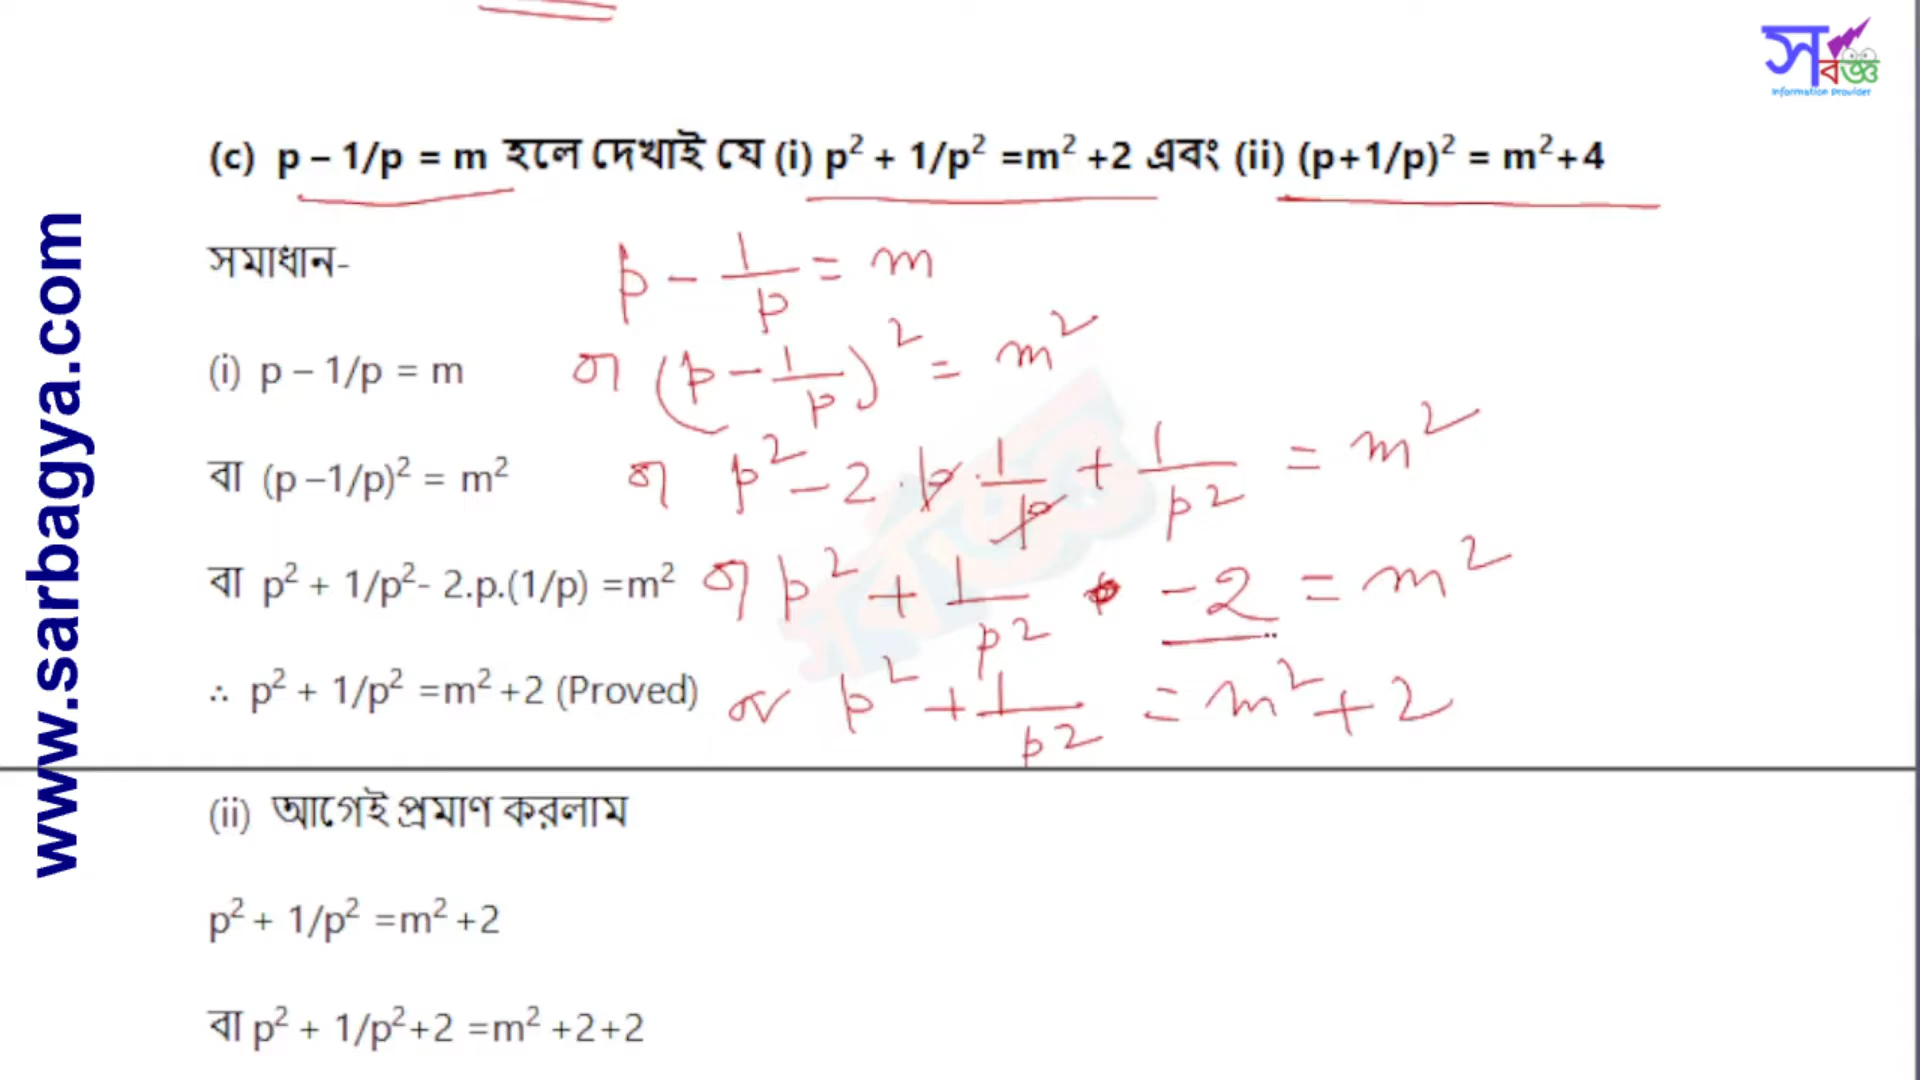 সবজ্ঞ
Information Provider
www.sarbagya.com
(c) p – 1/p = m হলে দেখাই যে (i) p² + 1/p² =m² +2 এবং (ii) (p+1/p)² = m²+4
সমাধান-
p - 1/p = m
(i) p – 1/p = m
বা (p - 1/p)² = m²
বা (p –1/p)² = m²
বা p² - 2 . p . 1/p + 1/p² = m²
বা p² + 1/p²- 2.p.(1/p) =m²
বা p² + 1/p² - 2 = m²
∴ p² + 1/p² =m² +2 (Proved)
বা p² + 1/p² = m² + 2
(ii) আগেই প্রমাণ করলাম
p² + 1/p² =m² +2
বা p² + 1/p²+2 =m² +2+2